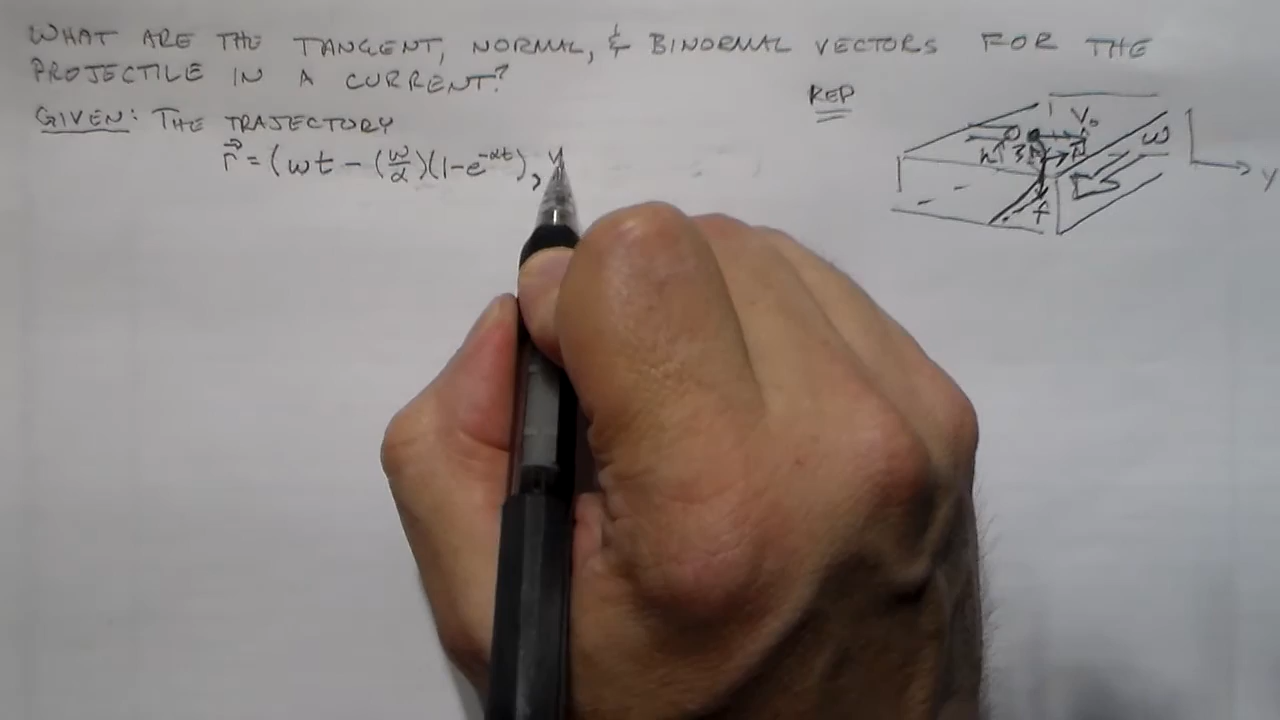 WHAT ARE THE TANGENT, NORMAL, & BINORMAL VECTORS FOR THE
PROJECTILE IN A CURRENT?
GIVEN: THE TRAJECTORY
r⃗ = (ωt − (ω/α)(1−e^{−αt}), V
REP
V₀
ω
Y